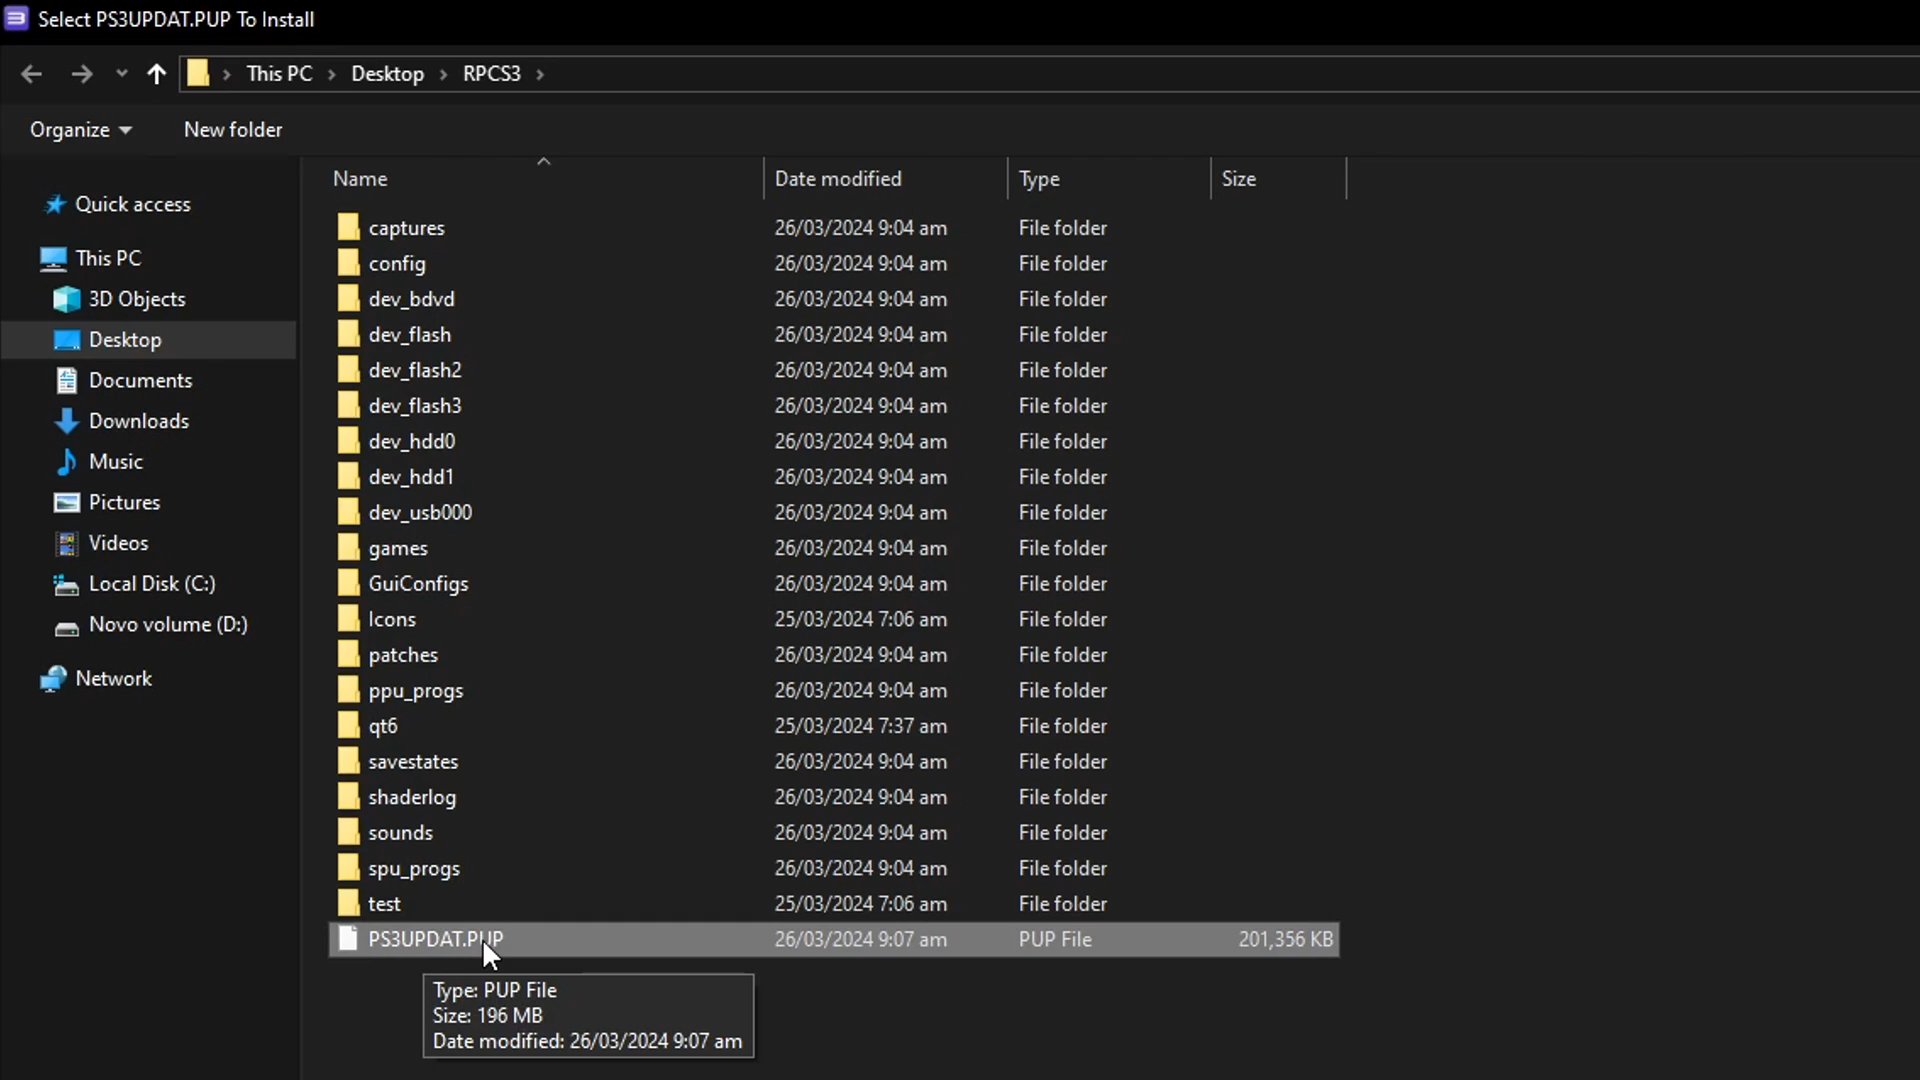 Select PS3UPDAT.PUP To Install
This PC > Desktop > RPCS3 >
Organize New folder
Name Date modified Type Size
Quick access
This PC
3D Objects
Desktop
Documents
Downloads
Music
Pictures
Videos
Local Disk (C:)
Novo volume (D:)
Network
captures 26/03/2024 9:04 am File folder
config 26/03/2024 9:04 am File folder
dev_bdvd 26/03/2024 9:04 am File folder
dev_flash 26/03/2024 9:04 am File folder
dev_flash2 26/03/2024 9:04 am File folder
dev_flash3 26/03/2024 9:04 am File folder
dev_hdd0 26/03/2024 9:04 am File folder
dev_hdd1 26/03/2024 9:04 am File folder
dev_usb000 26/03/2024 9:04 am File folder
games 26/03/2024 9:04 am File folder
GuiConfigs 26/03/2024 9:04 am File folder
Icons 25/03/2024 7:06 am File folder
patches 26/03/2024 9:04 am File folder
ppu_progs 26/03/2024 9:04 am File folder
qt6 25/03/2024 7:37 am File folder
savestates 26/03/2024 9:04 am File folder
shaderlog 26/03/2024 9:04 am File folder
sounds 26/03/2024 9:04 am File folder
spu_progs 26/03/2024 9:04 am File folder
test 25/03/2024 7:06 am File folder
PS3UPDAT.PUP 26/03/2024 9:07 am PUP File 201,356 KB
Type: PUP File
Size: 196 MB
Date modified: 26/03/2024 9:07 am